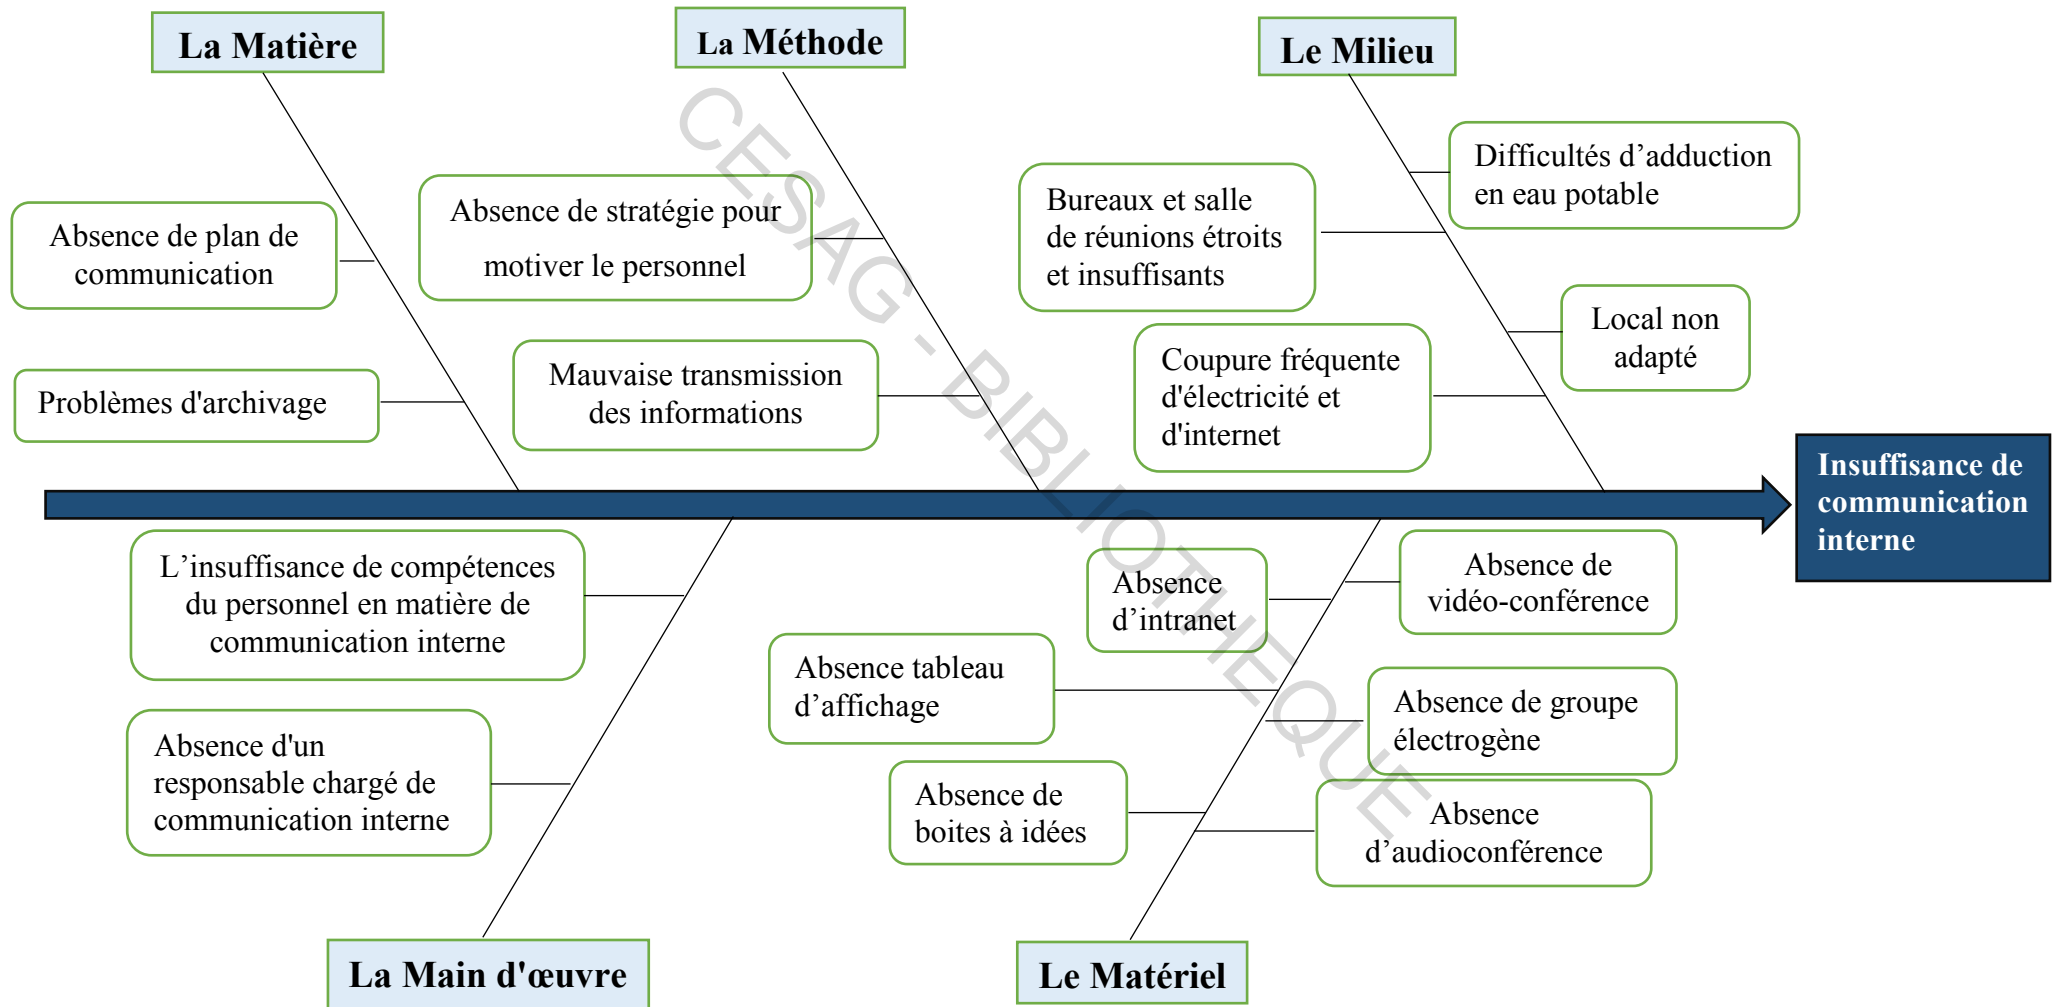 La Matière
La Méthode
Le Milieu
Difficultés d’adduction
en eau potable
Bureaux et salle
de réunions étroits
et insuffisants
Absence de stratégie pour
motiver le personnel
Absence de plan de
communication
Local non
adapté
Coupure fréquente
d'électricité et
d'internet
Mauvaise transmission
des informations
Problèmes d'archivage
Insuffisance de
communication
interne
L’insuffisance de compétences
du personnel en matière de
communication interne
Absence
d’intranet
Absence de
vidéo-conférence
Absence tableau
d’affichage
Absence de groupe
électrogène
Absence d'un
responsable chargé de
communication interne
Absence de
boites à idées
Absence
d’audioconférence
La Main d'œuvre
Le Matériel
CESAG - BIBLIOTHEQUE